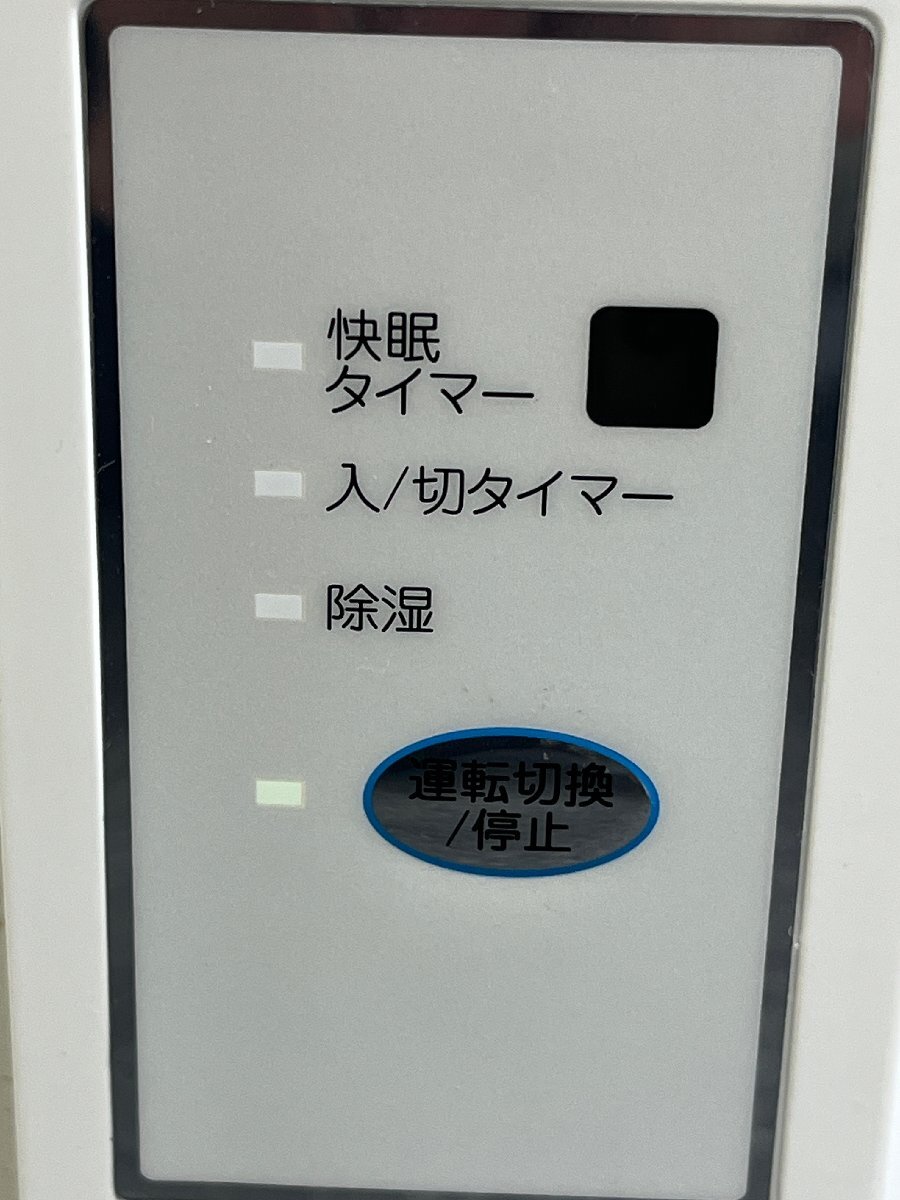 快眠
タイマー
入/切タイマー
除湿
運転切換
/停止